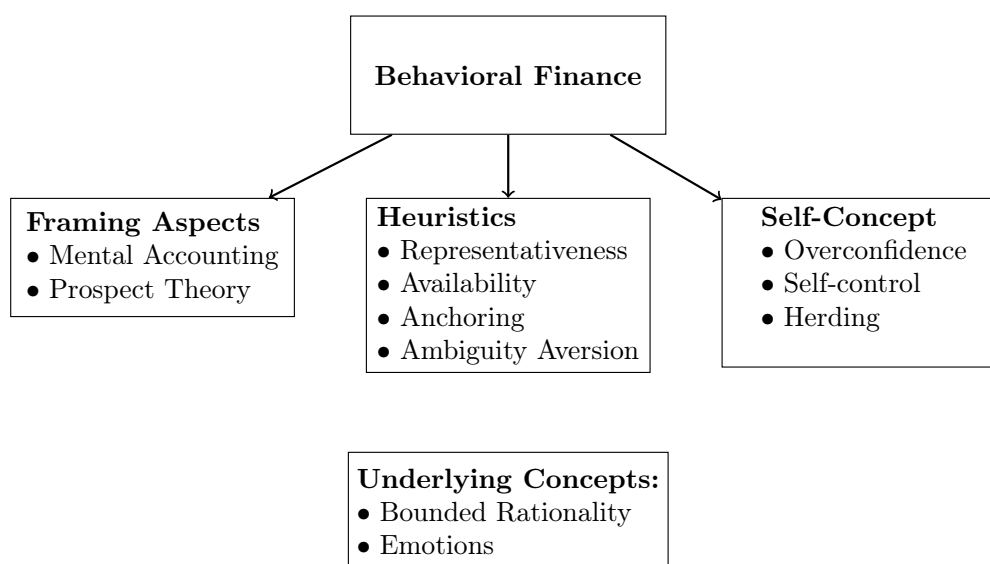 Behavioral Finance
Framing Aspects
• Mental Accounting
• Prospect Theory
Heuristics
• Representativeness
• Availability
• Anchoring
• Ambiguity Aversion
Self-Concept
• Overconfidence
• Self-control
• Herding
Underlying Concepts:
• Bounded Rationality
• Emotions